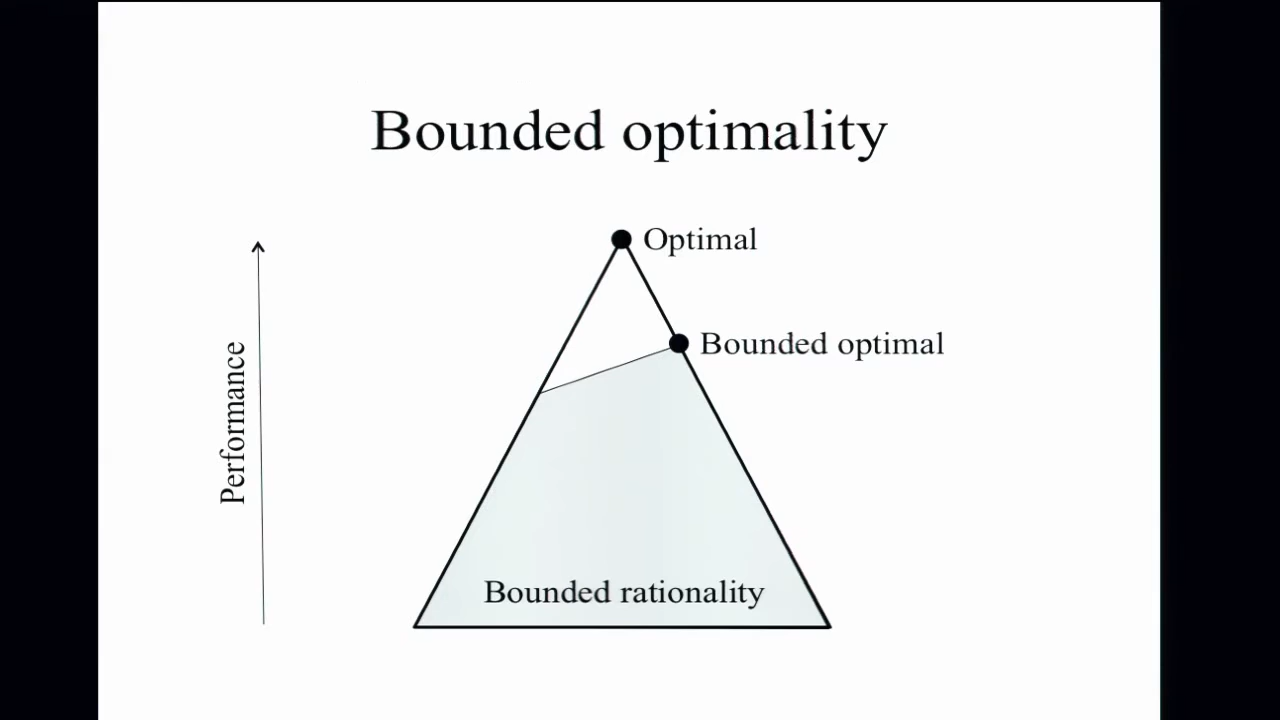 Bounded optimality
Optimal
Bounded optimal
Performance
Bounded rationality